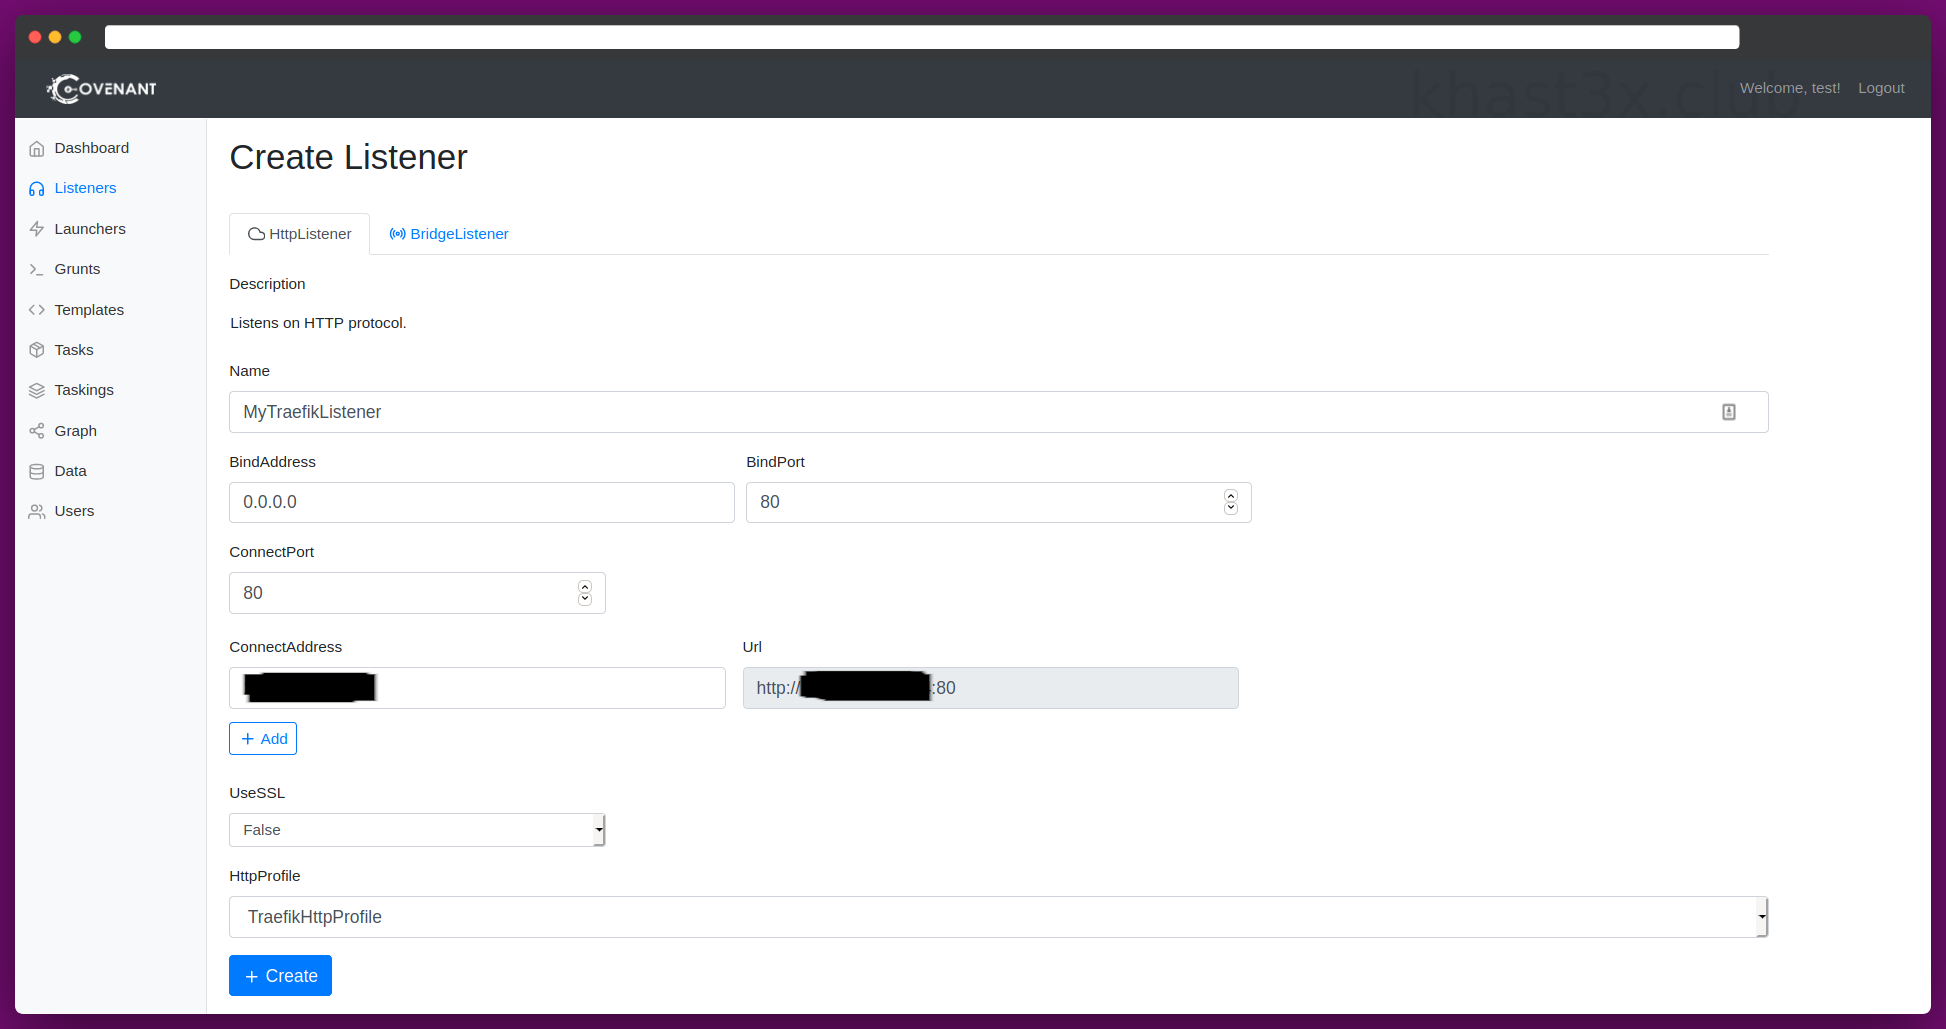 COVENANT
khast3x.club
Welcome, test! Logout
Dashboard
Listeners
Launchers
Grunts
Templates
Tasks
Taskings
Graph
Data
Users
Create Listener
HttpListener BridgeListener
Description
Listens on HTTP protocol.
Name
MyTraefikListener
BindAddress BindPort
0.0.0.0 80
ConnectPort
80
ConnectAddress Url
http:// :80
+ Add
UseSSL
False
HttpProfile
TraefikHttpProfile
+ Create